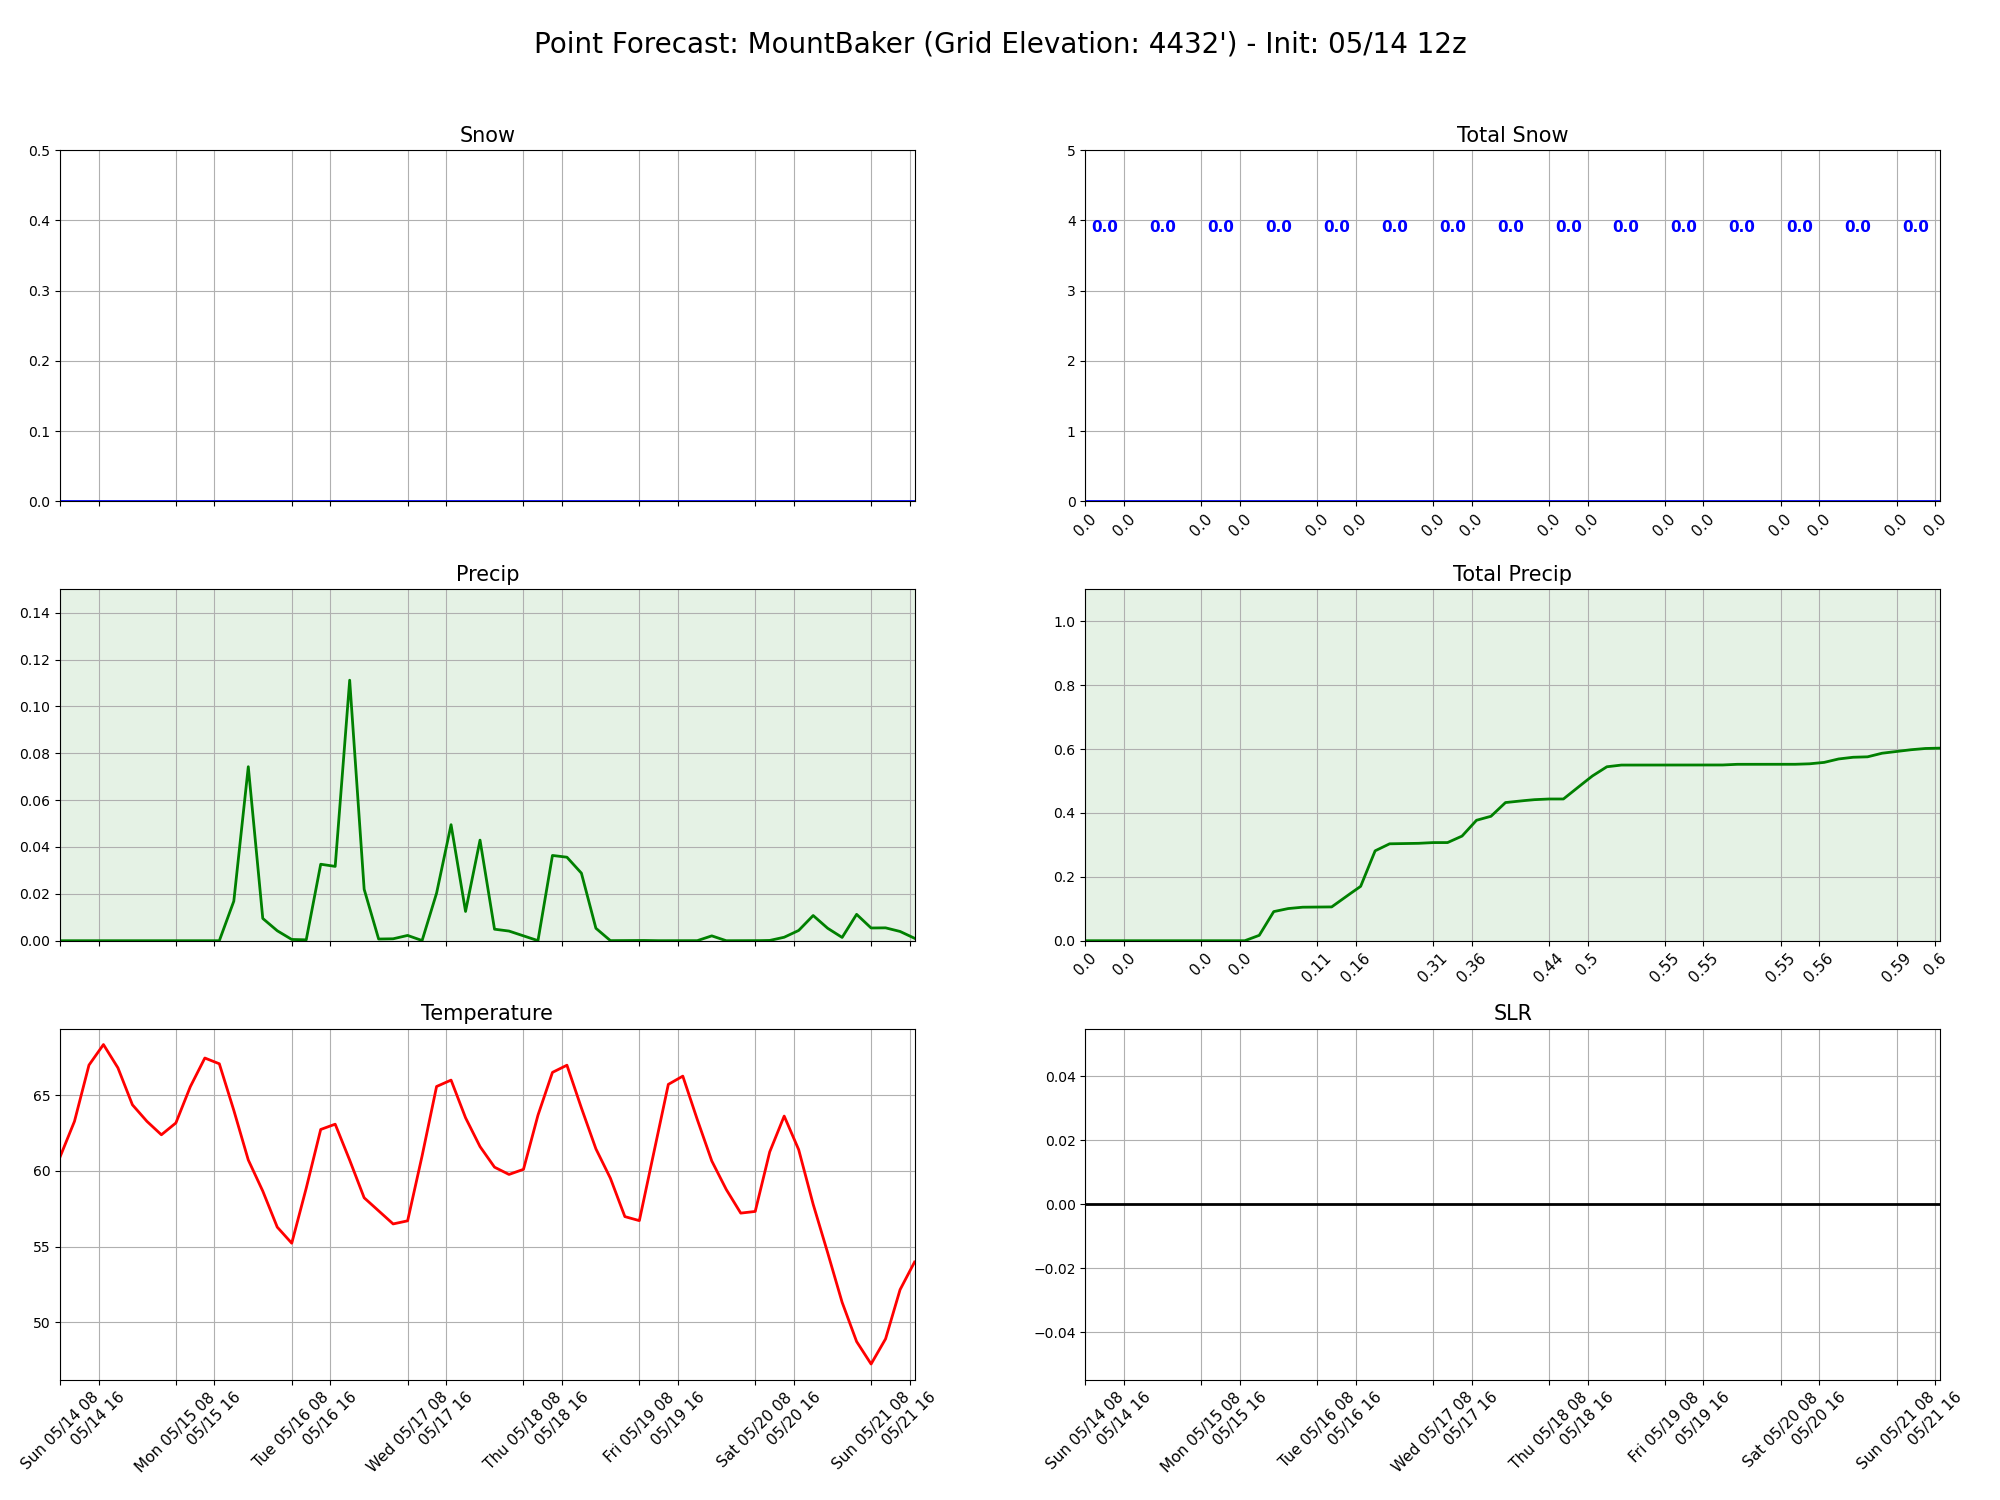 Point Forecast: MountBaker (Grid Elevation: 4432') - Init: 05/14 12z
Snow
0.5
0.4
0.3
0.2
0.1
0.0
Total Snow
5
4
3
2
1
0
0.0 0.0 0.0 0.0 0.0 0.0 0.0 0.0 0.0 0.0 0.0 0.0 0.0 0.0 0.0
0.0 0.0 0.0 0.0 0.0 0.0 0.0 0.0 0.0 0.0 0.0 0.0 0.0 0.0 0.0 0.0
Precip
0.14
0.12
0.10
0.08
0.06
0.04
0.02
0.00
Total Precip
1.0
0.8
0.6
0.4
0.2
0.0
0.0 0.0 0.0 0.0 0.11 0.16 0.31 0.36 0.44 0.5 0.55 0.55 0.55 0.56 0.59 0.6
Temperature
65
60
55
50
Sun 05/14 08
05/14 16
Mon 05/15 08
05/15 16
Tue 05/16 08
05/16 16
Wed 05/17 08
05/17 16
Thu 05/18 08
05/18 16
Fri 05/19 08
05/19 16
Sat 05/20 08
05/20 16
Sun 05/21 08
05/21 16
SLR
0.04
0.02
0.00
−0.02
−0.04
Sun 05/14 08
05/14 16
Mon 05/15 08
05/15 16
Tue 05/16 08
05/16 16
Wed 05/17 08
05/17 16
Thu 05/18 08
05/18 16
Fri 05/19 08
05/19 16
Sat 05/20 08
05/20 16
Sun 05/21 08
05/21 16